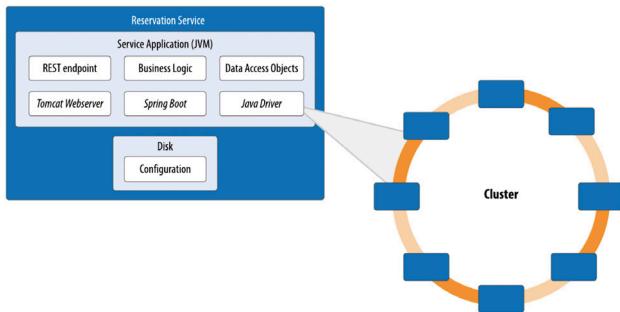 Reservation Service
Service Application (JVM)
REST endpoint
Business Logic
Data Access Objects
Tomcat Webserver
Spring Boot
Java Driver
Disk
Configuration
Cluster